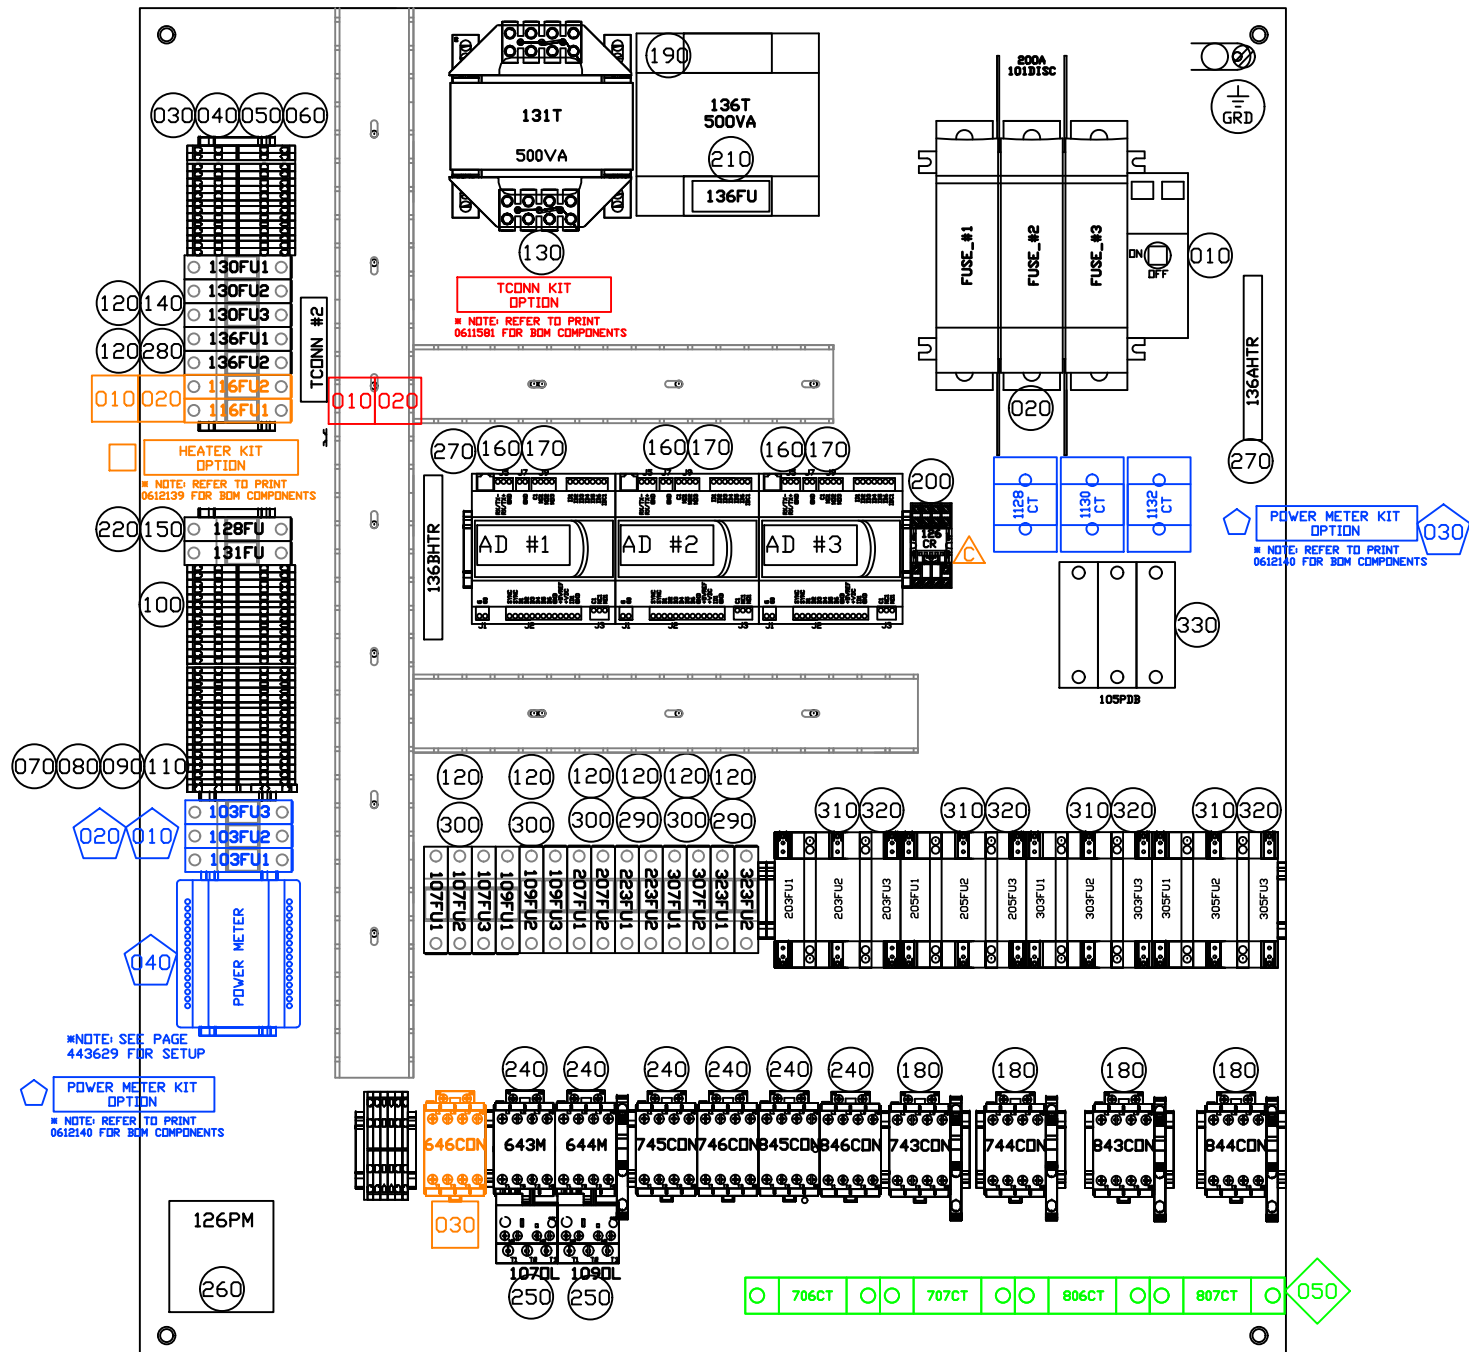 030 040 050 060
190
131T
500VA
136T
500VA
210
136FU
130
200A
101DISC
GRD
FUSE_#1
FUSE_#2
FUSE_#3
ON
OFF
010
020
130FU1
130FU2
130FU3
136FU1
136FU2
116FU2
116FU1
120 140
120 280
010 020
TCONN #2
010 020
TCONN KIT
OPTION
* NOTE: REFER TO PRINT
0611581 FOR BOM COMPONENTS
136AHTR
270
HEATER KIT
OPTION
* NOTE: REFER TO PRINT
0612139 FOR BOM COMPONENTS
270 160 170 160 170 160 170
200
136BHTR
AD #1
AD #2
AD #3
126
CR
C
J1 J2 J3
J1 J2 J3
J1 J2 J3
1128
CT
1130
CT
1132
CT
POWER METER KIT
OPTION
030
* NOTE: REFER TO PRINT
0612140 FOR BOM COMPONENTS
220 150
128FU
131FU
100
330
105PDB
070 080 090 110
120 120 120 120 120 120
300 300 300 290 300 290
310 320 310 320 310 320 310 320
020 010
103FU3
103FU2
103FU1
107FU1
107FU2
107FU3
109FU1
109FU2
109FU3
207FU1
207FU2
223FU1
223FU2
307FU1
307FU2
323FU1
323FU2
203FU1
203FU2
203FU3
205FU1
205FU2
205FU3
303FU1
303FU2
303FU3
305FU1
305FU2
305FU3
POWER METER
040
*NOTE: SEE PAGE
443629 FOR SETUP
POWER METER KIT
OPTION
* NOTE: REFER TO PRINT
0612140 FOR BOM COMPONENTS
240 240 240 240 240 240 180 180 180 180
646CON
643M
644M
745CON
746CON
845CON
846CON
743CON
744CON
843CON
844CON
030
107OL
109OL
250 250
126PM
260
706CT
707CT
806CT
807CT
050